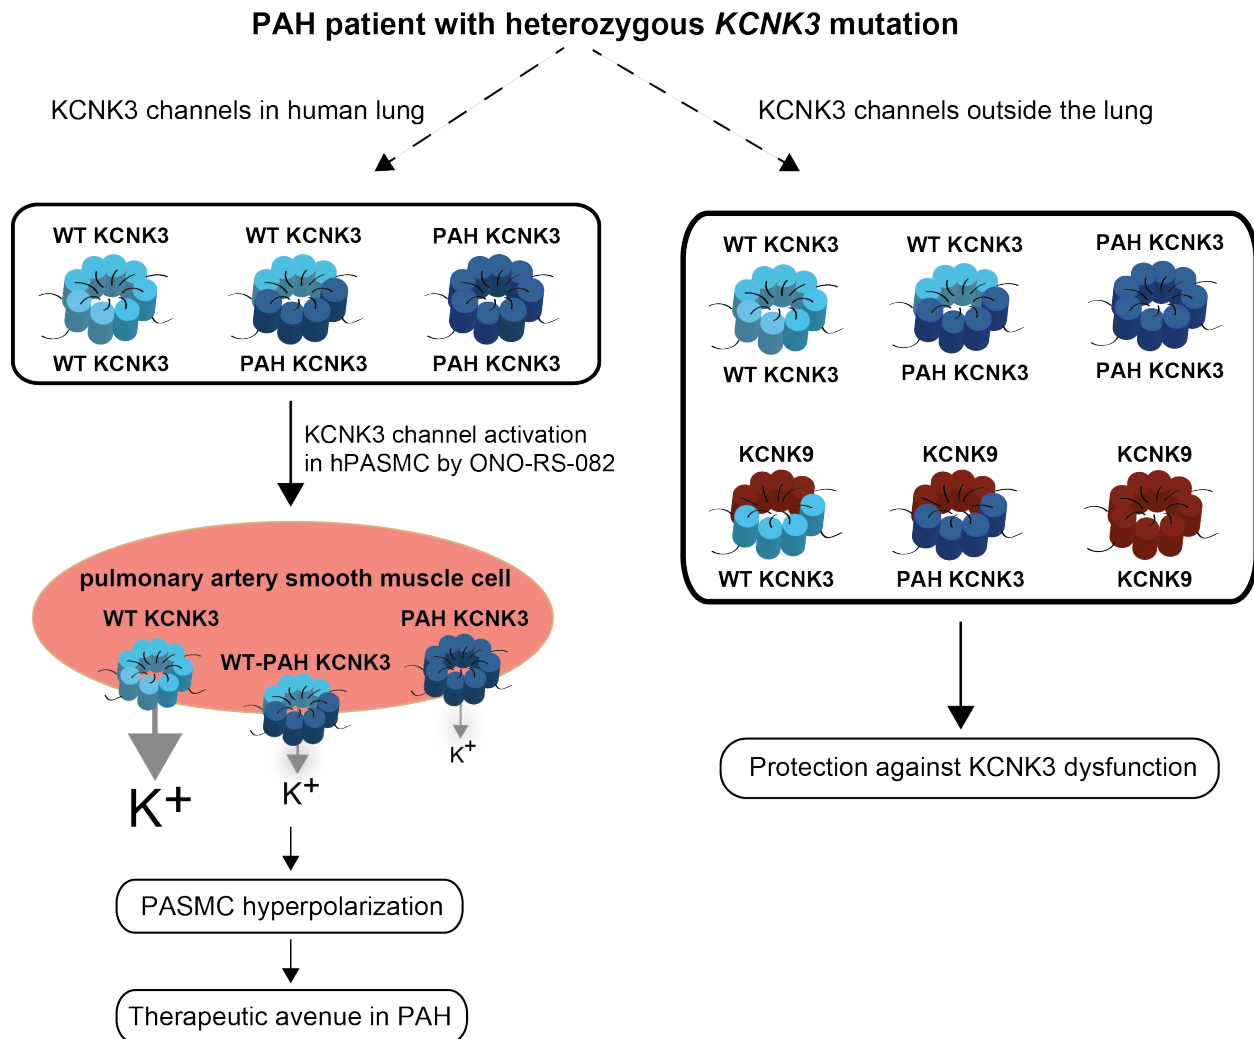 PAH patient with heterozygous KCNK3 mutation
KCNK3 channels in human lung
KCNK3 channels outside the lung
WT KCNK3
WT KCNK3
PAH KCNK3
WT KCNK3
PAH KCNK3
PAH KCNK3
KCNK3 channel activation
in hPASMC by ONO-RS-082
pulmonary artery smooth muscle cell
WT KCNK3
WT-PAH KCNK3
PAH KCNK3
K+
K+
K+
PASMC hyperpolarization
Therapeutic avenue in PAH
WT KCNK3
WT KCNK3
PAH KCNK3
WT KCNK3
PAH KCNK3
PAH KCNK3
KCNK9
KCNK9
KCNK9
WT KCNK3
PAH KCNK3
KCNK9
Protection against KCNK3 dysfunction